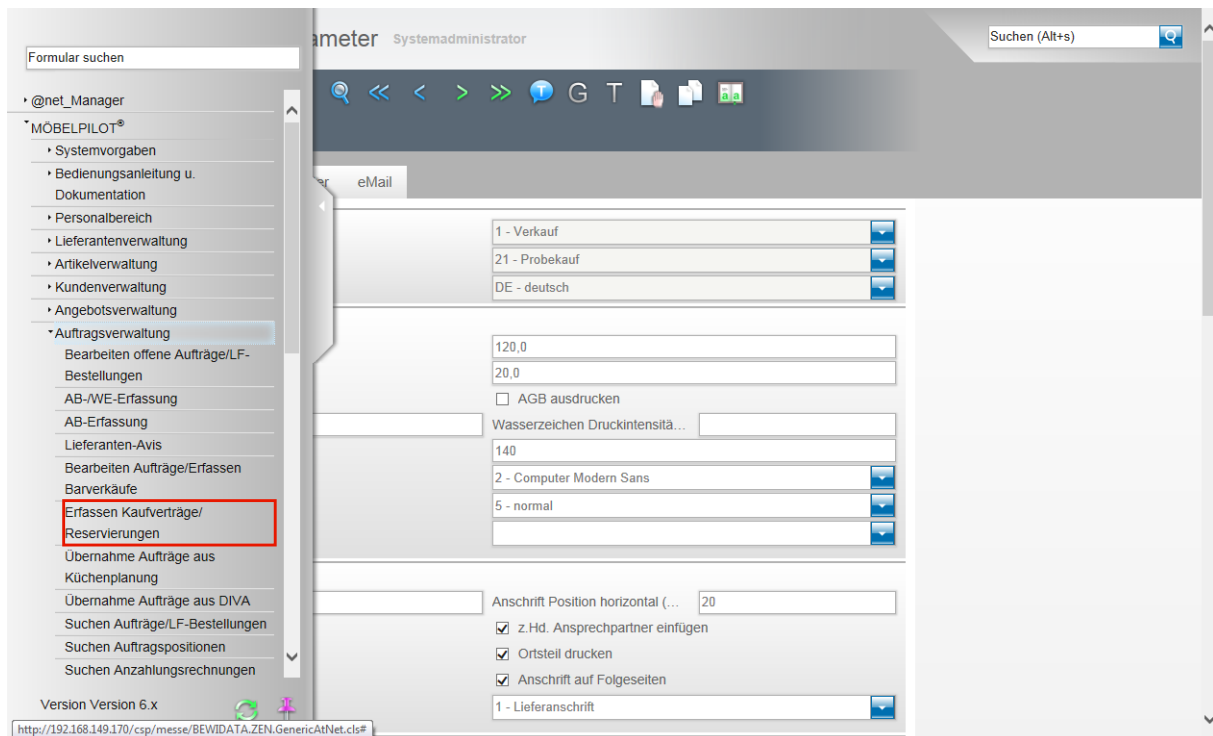 ameter Systemadministrator
Suchen (Alt+s)
Formular suchen
@net_Manager
MÖBELPILOT®
Systemvorgaben
Bedienungsanleitung u.
Dokumentation
Personalbereich
Lieferantenverwaltung
Artikelverwaltung
Kundenverwaltung
Angebotsverwaltung
Auftragsverwaltung
Bearbeiten offene Aufträge/LF-
Bestellungen
AB-/WE-Erfassung
AB-Erfassung
Lieferanten-Avis
Bearbeiten Aufträge/Erfassen
Barverkäufe
Erfassen Kaufverträge/
Reservierungen
Übernahme Aufträge aus
Küchenplanung
Übernahme Aufträge aus DIVA
Suchen Aufträge/LF-Bestellungen
Suchen Auftragspositionen
Suchen Anzahlungsrechnungen
Version Version 6.x
http://192.168.149.170/csp/messe/BEWIDATA.ZEN.GenericAtNet.cls#
T G T a a
er eMail
1 - Verkauf
21 - Probekauf
DE - deutsch
120,0
20,0
AGB ausdrucken
Wasserzeichen Druckintensitä...
140
2 - Computer Modern Sans
5 - normal
Anschrift Position horizontal (... 20
z.Hd. Ansprechpartner einfügen
Ortsteil drucken
Anschrift auf Folgeseiten
1 - Lieferanschrift